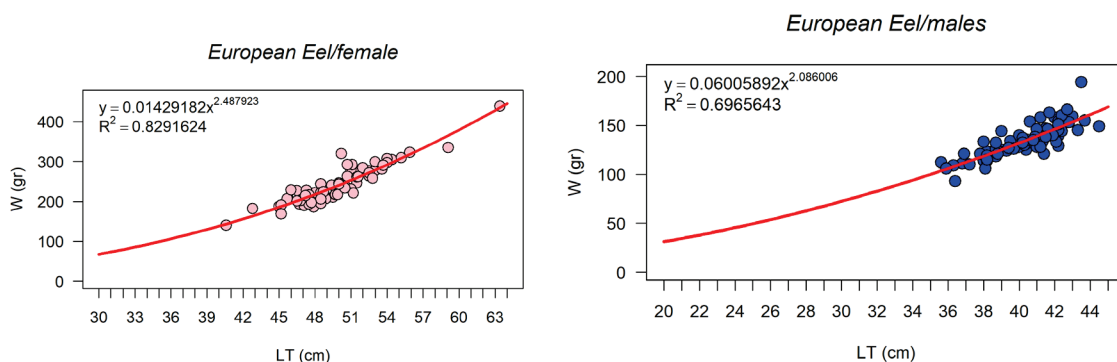 European Eel/female
y = 0.01429182x^2.487923
R² = 0.8291624
400
300
200
100
0
W (gr)
30 33 36 39 42 45 48 51 54 57 60 63
LT (cm)
European Eel/males
y = 0.06005892x^2.086006
R² = 0.6965643
200
150
100
50
0
W (gr)
20 22 24 26 28 30 32 34 36 38 40 42 44
LT (cm)